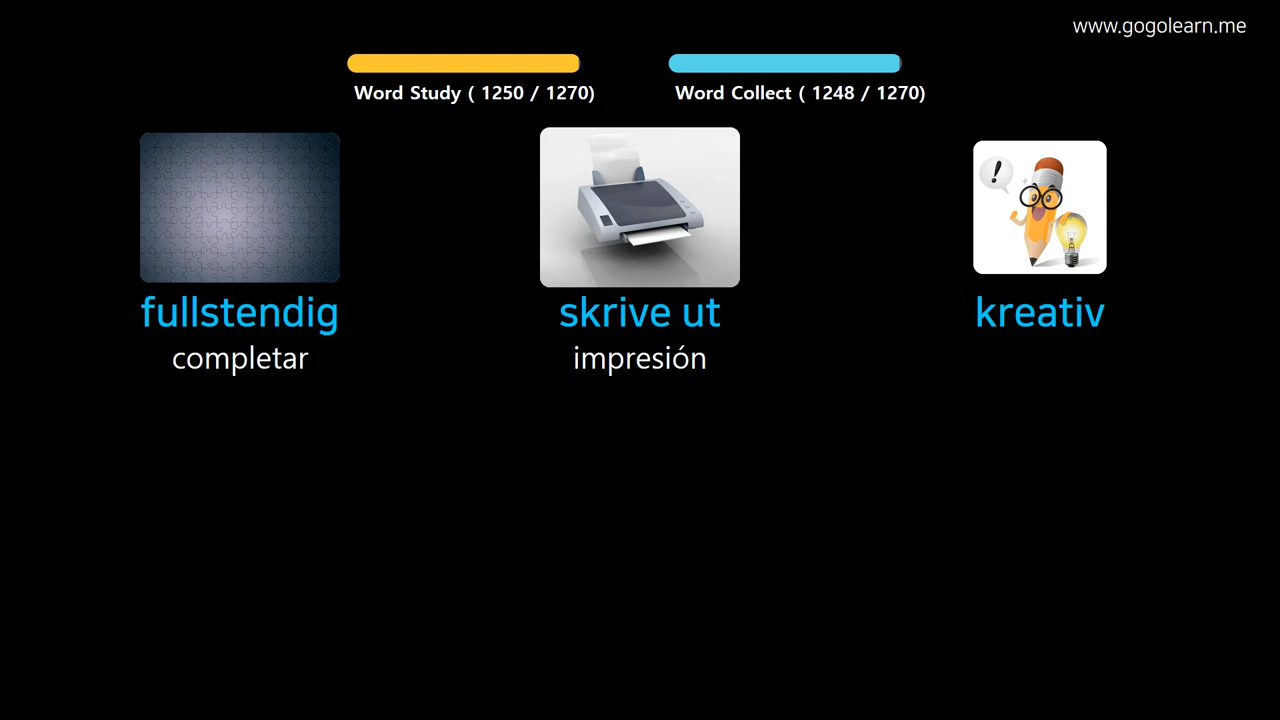 www.gogolearn.me
Word Study ( 1250 / 1270)
Word Collect ( 1248 / 1270)
fullstendig
skrive ut
kreativ
completar
impresión